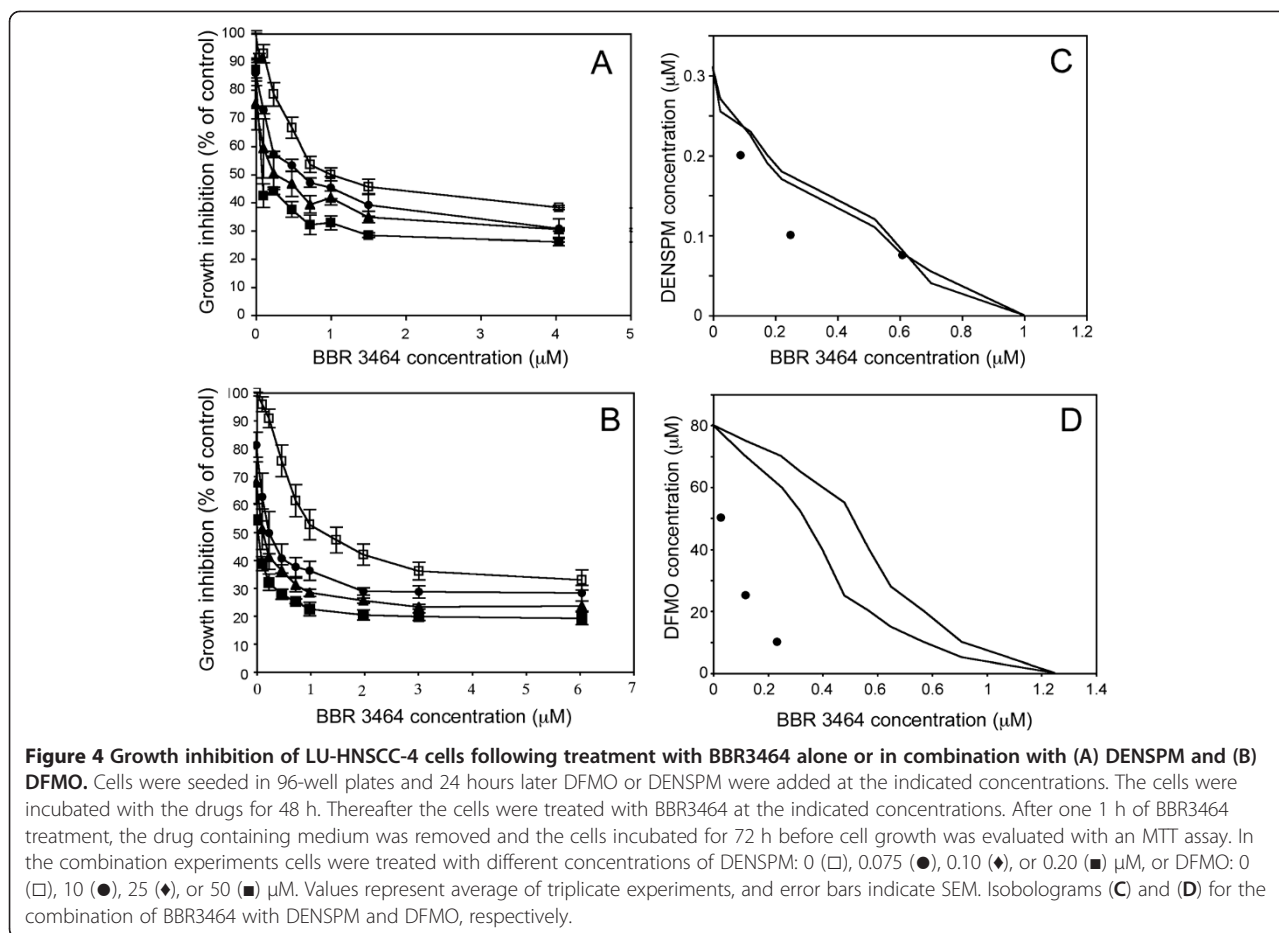 A
Growth inhibition (% of control)
100
90
80
70
60
50
40
30
20
10
0
0 1 2 3 4 5
BBR 3464 concentration (µM)
C
DENSPM concentration (µM)
0.3
0.2
0.1
0
0 0.2 0.4 0.6 0.8 1 1.2
BBR 3464 concentration (µM)
B
Growth inhibition (% of control)
100
90
80
70
60
50
40
30
20
10
0
0 1 2 3 4 5 6 7
BBR 3464 concentration (µM)
D
DFMO concentration (µM)
100
80
60
40
20
0
0 0.2 0.4 0.6 0.8 1 1.2 1.4
BBR 3464 concentration (µM)
Figure 4 Growth inhibition of LU-HNSCC-4 cells following treatment with BBR3464 alone or in combination with (A) DENSPM and (B)
DFMO. Cells were seeded in 96-well plates and 24 hours later DFMO or DENSPM were added at the indicated concentrations. The cells were
incubated with the drugs for 48 h. Thereafter the cells were treated with BBR3464 at the indicated concentrations. After one 1 h of BBR3464
treatment, the drug containing medium was removed and the cells incubated for 72 h before cell growth was evaluated with an MTT assay. In
the combination experiments cells were treated with different concentrations of DENSPM: 0 (□), 0.075 (●), 0.10 (♦), or 0.20 (■) µM, or DFMO: 0
(□), 10 (●), 25 (♦), or 50 (■) µM. Values represent average of triplicate experiments, and error bars indicate SEM. Isobolograms (C) and (D) for the
combination of BBR3464 with DENSPM and DFMO, respectively.